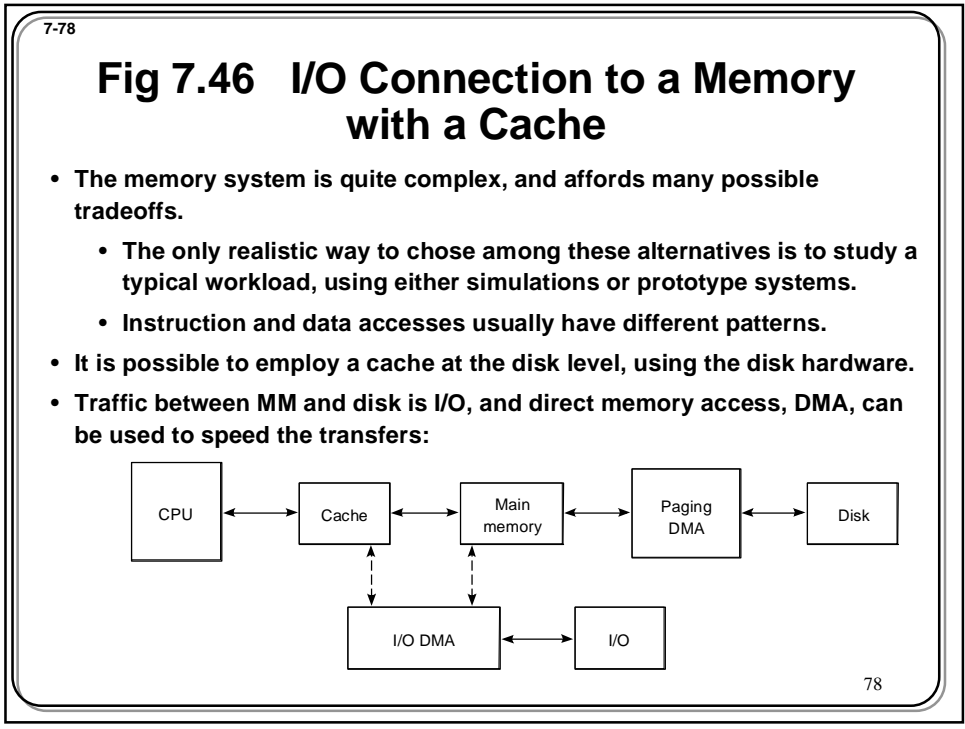 7-78
Fig 7.46 I/O Connection to a Memory
with a Cache
• The memory system is quite complex, and affords many possible
tradeoffs.
• The only realistic way to chose among these alternatives is to study a
typical workload, using either simulations or prototype systems.
• Instruction and data accesses usually have different patterns.
• It is possible to employ a cache at the disk level, using the disk hardware.
• Traffic between MM and disk is I/O, and direct memory access, DMA, can
be used to speed the transfers:
CPU
Cache
Main
memory
Paging
DMA
Disk
I/O DMA
I/O
78